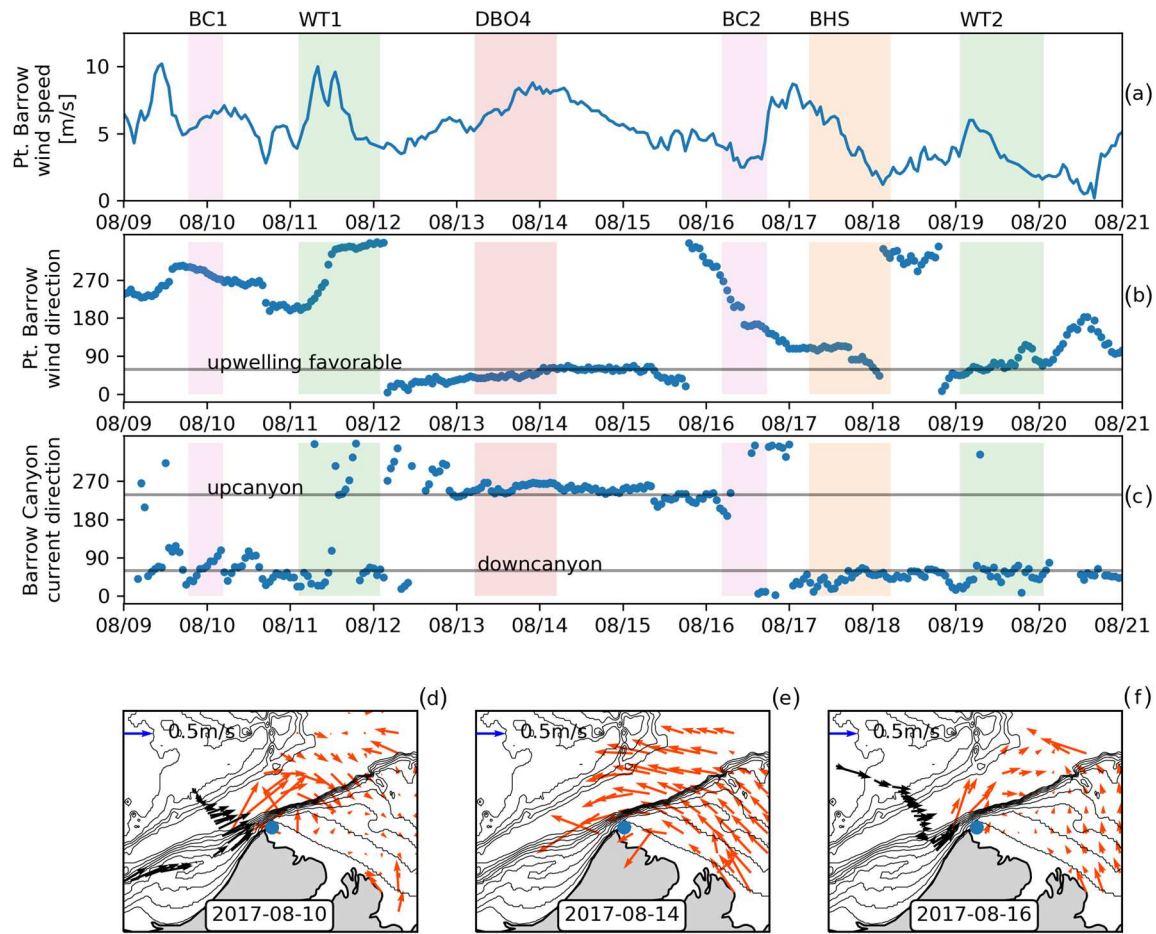 BC1 WT1 DBO4 BC2 BHS WT2
Pt. Barrow
wind speed
[m/s]
10
5
0
(a)
08/09 08/10 08/11 08/12 08/13 08/14 08/15 08/16 08/17 08/18 08/19 08/20 08/21
Pt. Barrow
wind direction
270
180
90
0
upwelling favorable
(b)
08/09 08/10 08/11 08/12 08/13 08/14 08/15 08/16 08/17 08/18 08/19 08/20 08/21
Barrow Canyon
current direction
270
180
90
0
upcanyon
downcanyon
(c)
08/09 08/10 08/11 08/12 08/13 08/14 08/15 08/16 08/17 08/18 08/19 08/20 08/21
(d) (e) (f)
0.5m/s 0.5m/s 0.5m/s
2017-08-10 2017-08-14 2017-08-16